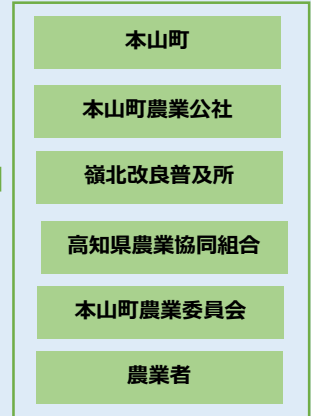 本山町
本山町農業公社
嶺北改良普及所
高知県農業協同組合
本山町農業委員会
農業者